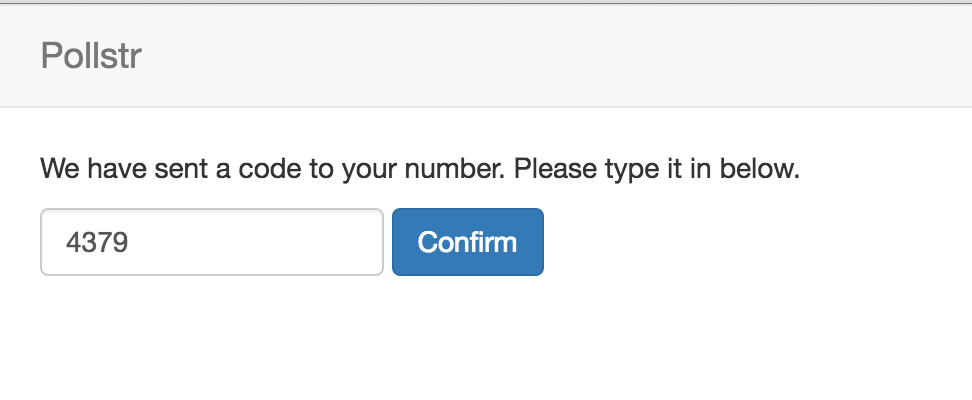 Pollstr
We have sent a code to your number. Please type it in below.
4379
Confirm